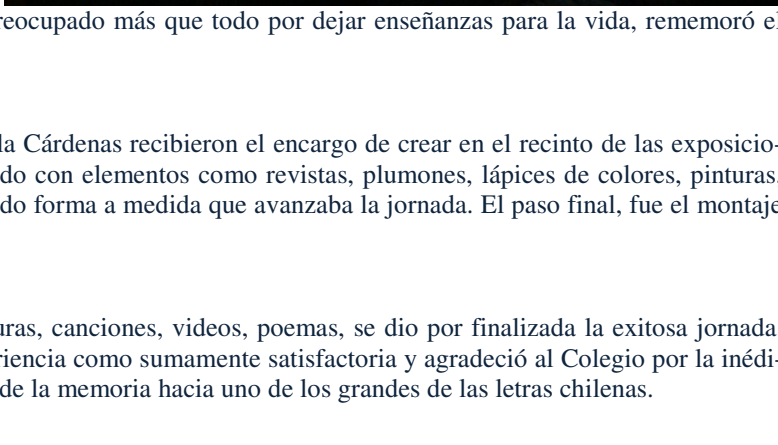 reocupado más que todo por dejar enseñanzas para la vida, rememoró el
la Cárdenas recibieron el encargo de crear en el recinto de las exposicio-
do con elementos como revistas, plumones, lápices de colores, pinturas,
do forma a medida que avanzaba la jornada. El paso final, fue el montaje
uras, canciones, videos, poemas, se dio por finalizada la exitosa jornada
riencia como sumamente satisfactoria y agradeció al Colegio por la inédi-
de la memoria hacia uno de los grandes de las letras chilenas.